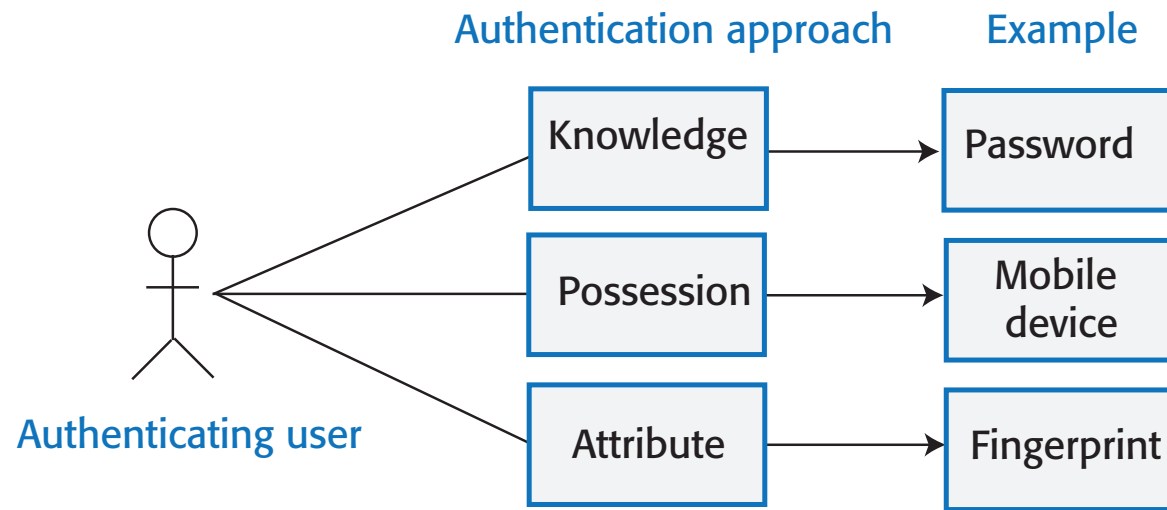 Authentication approach Example
Knowledge Password
Possession Mobile
device
Attribute Fingerprint
Authenticating user